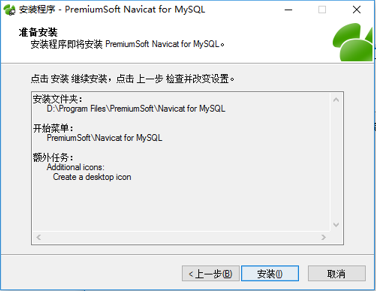 安装程序 - PremiumSoft Navicat for MySQL
准备安装
安装程序即将安装 PremiumSoft Navicat for MySQL。
点击 安装 继续安装，点击 上一步 检查并改变设置。
安装文件夹:
D:\Program Files\PremiumSoft\Navicat for MySQL
开始菜单:
PremiumSoft\Navicat for MySQL
额外任务:
Additional icons:
Create a desktop icon
< 上一步(B)
安装(I)
取消